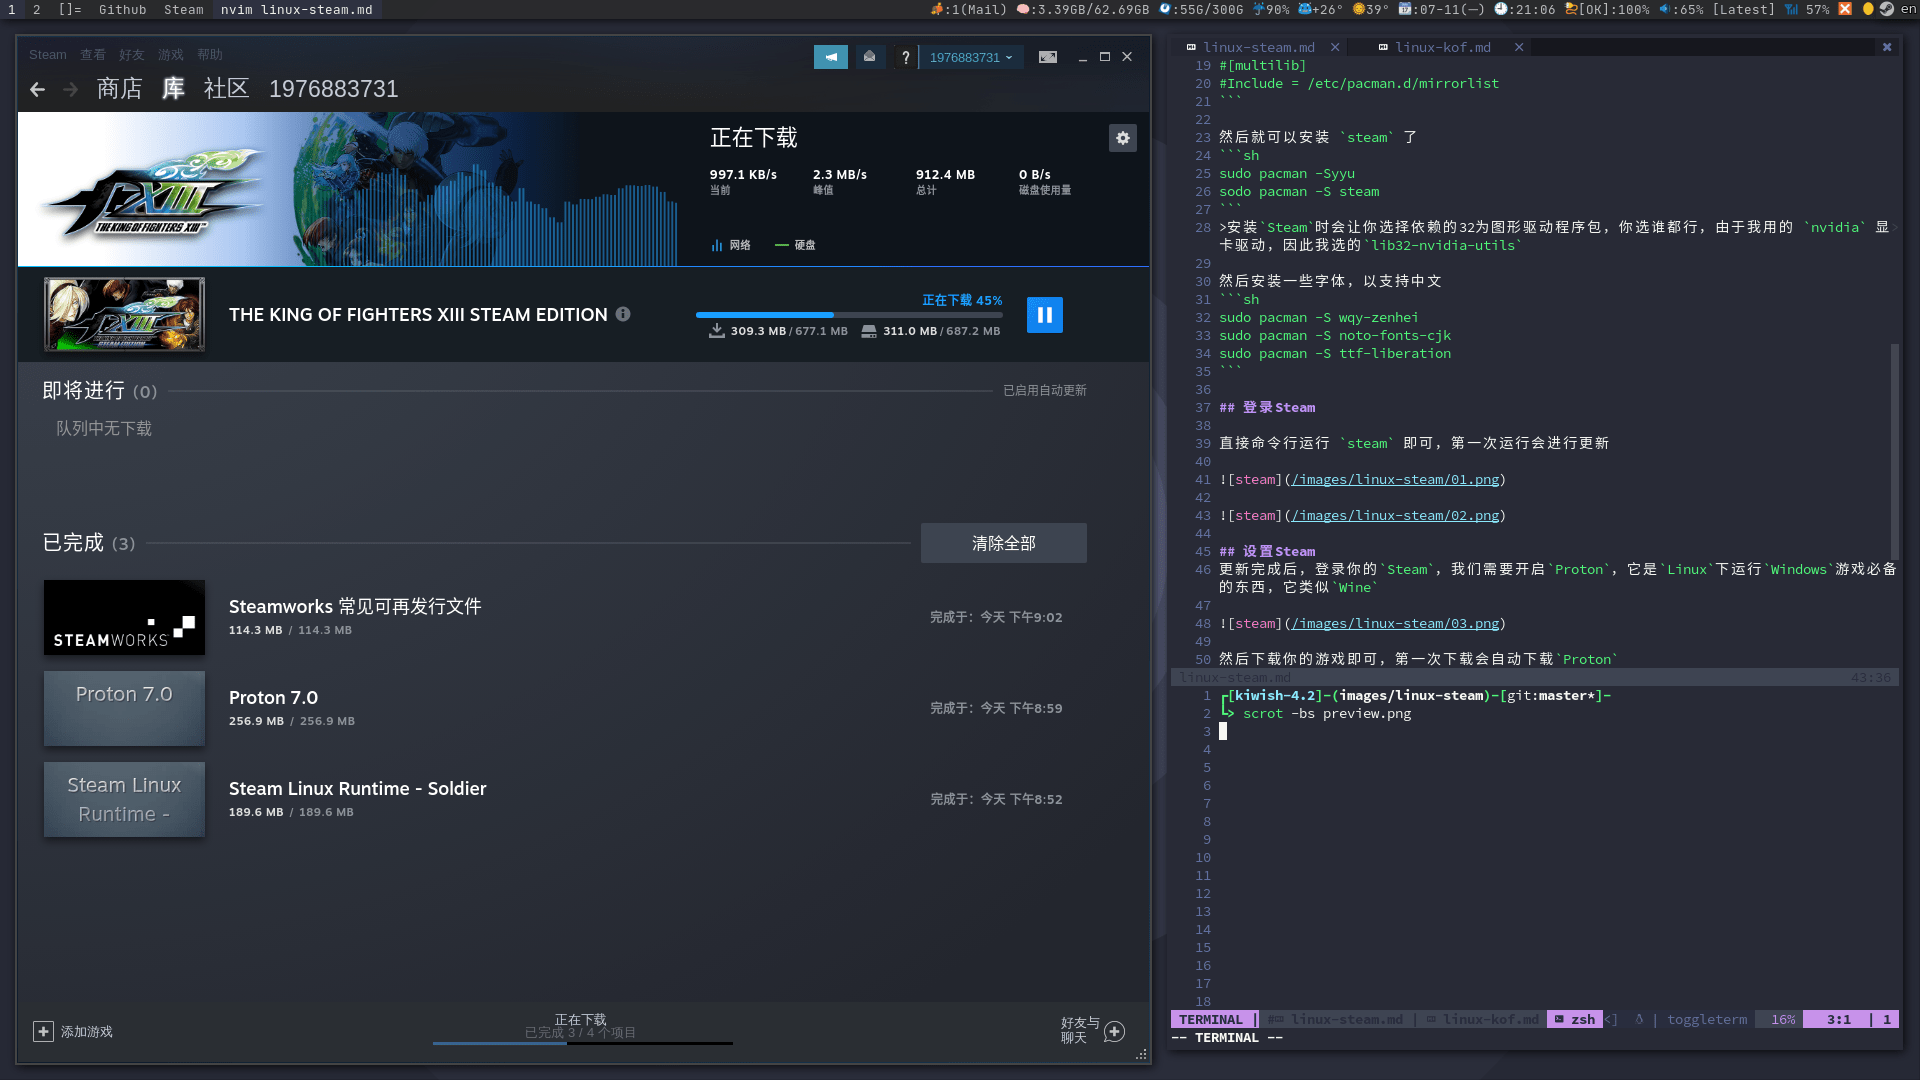 1 2 []= Github Steam nvim linux-steam.md
:1(Mail) :3.39GB/62.69GB :55G/300G 90% +26° 39° :07-11(一) :21:06 [OK]:100% :65% [Latest] 57% en
Steam 查看 好友 游戏 帮助
? 1976883731
商店 库 社区 1976883731
THE KING OF FIGHTERS XIII
正在下载
997.1 KB/s 2.3 MB/s 912.4 MB 0 B/s
当前 峰值 总计 磁盘使用量
网络 硬盘
THE KING OF FIGHTERS XIII STEAM EDITION
正在下载 45%
309.3 MB / 677.1 MB 311.0 MB / 687.2 MB
即将进行 (0) 已启用自动更新
队列中无下载
已完成 (3) 清除全部
STEAMWORKS
Steamworks 常见可再发行文件
114.3 MB / 114.3 MB
完成于：今天 下午9:02
Proton 7.0
Proton 7.0
256.9 MB / 256.9 MB
完成于：今天 下午8:59
Steam Linux
Runtime -
Steam Linux Runtime - Soldier
189.6 MB / 189.6 MB
完成于：今天 下午8:52
添加游戏
正在下载
已完成 3 / 4 个项目
好友与
聊天
linux-steam.md × linux-kof.md ×
19 #[multilib]
20 #Include = /etc/pacman.d/mirrorlist
21 ```
22
23 然后就可以安装 `steam` 了
24 ```sh
25 sudo pacman -Syyu
26 sodo pacman -S steam
27 ```
28 >安装`Steam`时会让你选择依赖的32为图形驱动程序包，你选谁都行，由于我用的 `nvidia` 显
卡驱动，因此我选的`lib32-nvidia-utils`
29
30 然后安装一些字体，以支持中文
31 ```sh
32 sudo pacman -S wqy-zenhei
33 sudo pacman -S noto-fonts-cjk
34 sudo pacman -S ttf-liberation
35 ```
36
37 ## 登录Steam
38
39 直接命令行运行 `steam` 即可，第一次运行会进行更新
40
41 ![steam](/images/linux-steam/01.png)
42
43 ![steam](/images/linux-steam/02.png)
44
45 ## 设置Steam
46 更新完成后，登录你的`Steam`，我们需要开启`Proton`，它是`Linux`下运行`Windows`游戏必备
的东西，它类似`Wine`
47
48 ![steam](/images/linux-steam/03.png)
49
50 然后下载你的游戏即可，第一次下载会自动下载`Proton`
linux-steam.md 43:36
1 ┌[kiwish-4.2]-(images/linux-steam)-[git:master*]-
2 └> scrot -bs preview.png
3
4
5
6
7
8
9
10
11
12
13
14
15
16
17
18
TERMINAL | linux-steam.md | linux-kof.md zsh <] | toggleterm 16% 3:1 | 1
-- TERMINAL --